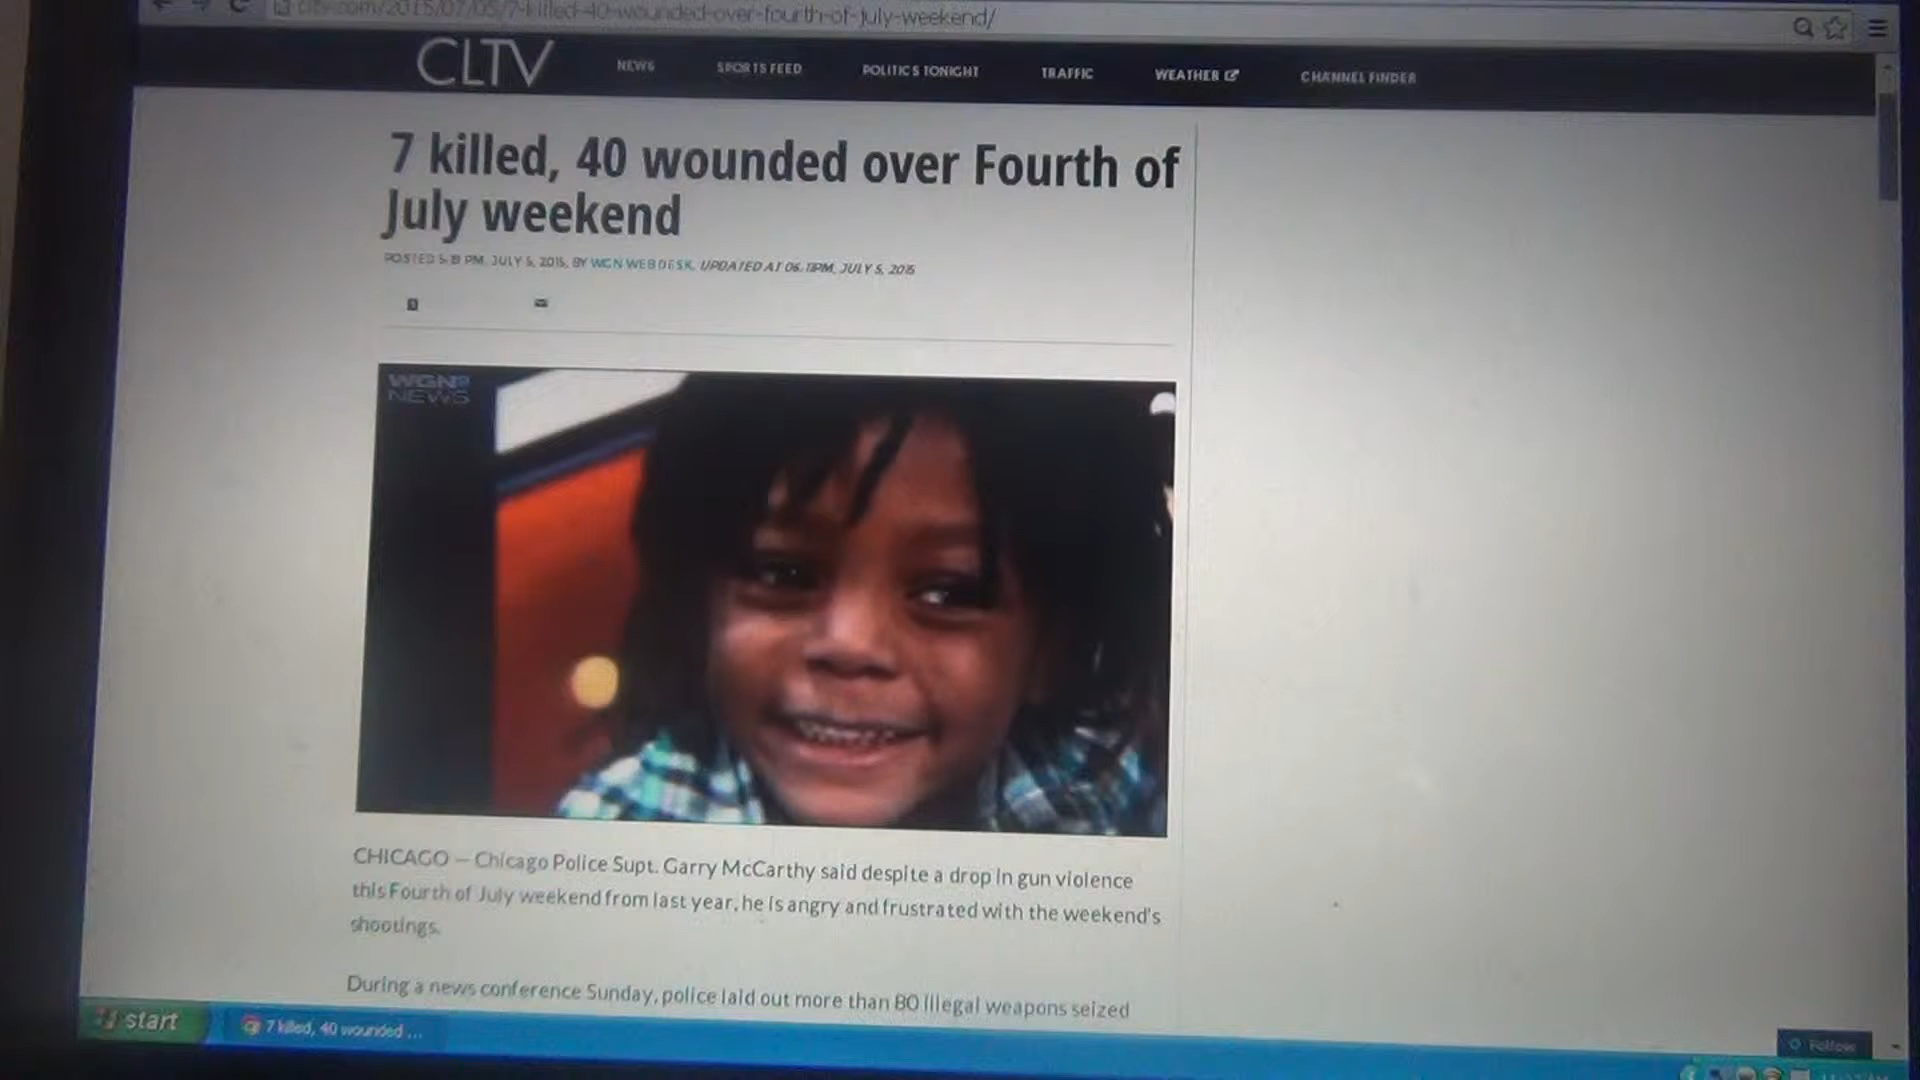 cltv.com/2015/07/05/7-killed-40-wounded-over-fourth-of-july-weekend/
CLTV NEWS SPORTS FEED POLITICS TONIGHT TRAFFIC WEATHER CHANNEL FINDER
7 killed, 40 wounded over Fourth of
July weekend
POSTED PM, JULY 5, 2015, BY WGN WEB DESK, UPDATED AT 06:11PM, JULY 5, 2015
WGN9
NEWS
CHICAGO — Chicago Police Supt. Garry McCarthy said despite a drop in gun violence
this Fourth of July weekend from last year, he is angry and frustrated with the weekend's
shootings.
During a news conference Sunday, police laid out more than 80 illegal weapons seized
start 7 killed, 40 wounded ...
Follow